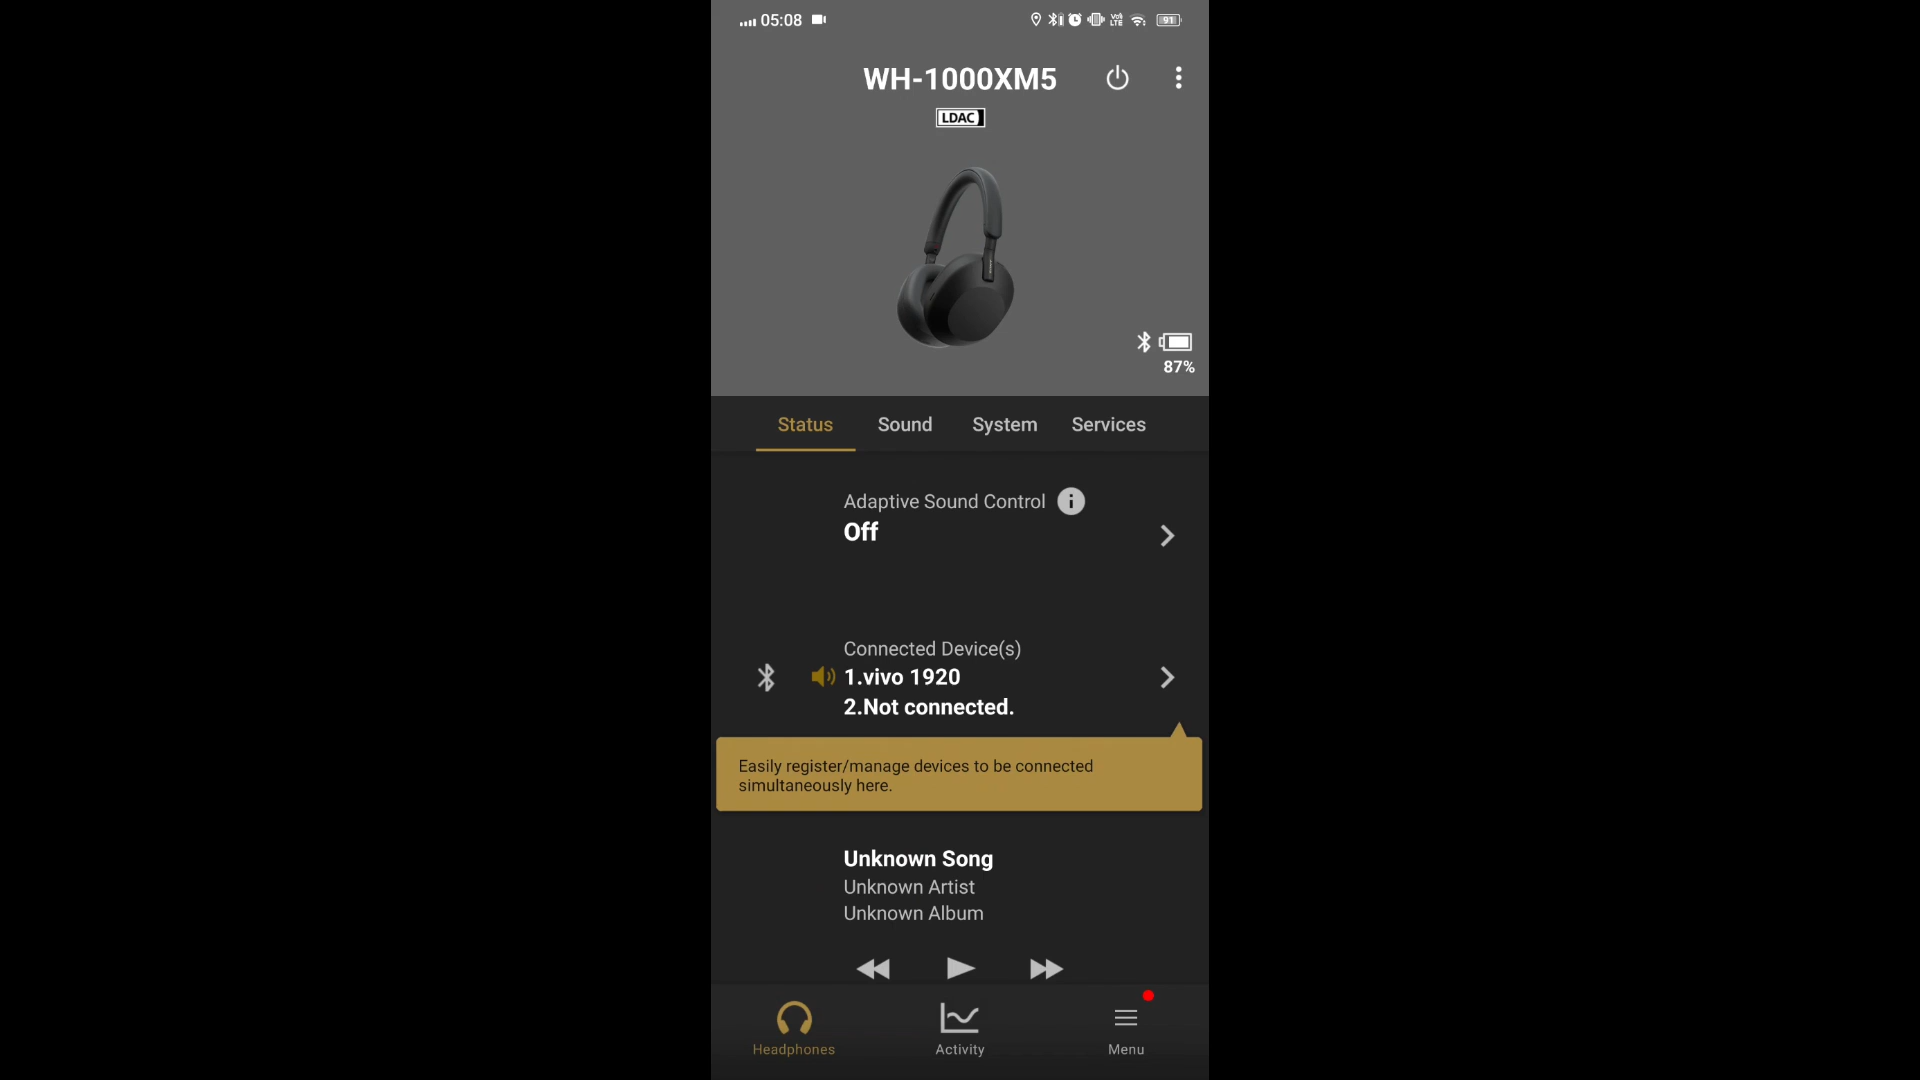 05:08 VoLTE 91
WH-1000XM5
LDAC
87%
Status Sound System Services
Adaptive Sound Control i
Off
Connected Device(s)
1.vivo 1920
2.Not connected.
Easily register/manage devices to be connected
simultaneously here.
Unknown Song
Unknown Artist
Unknown Album
Headphones Activity Menu